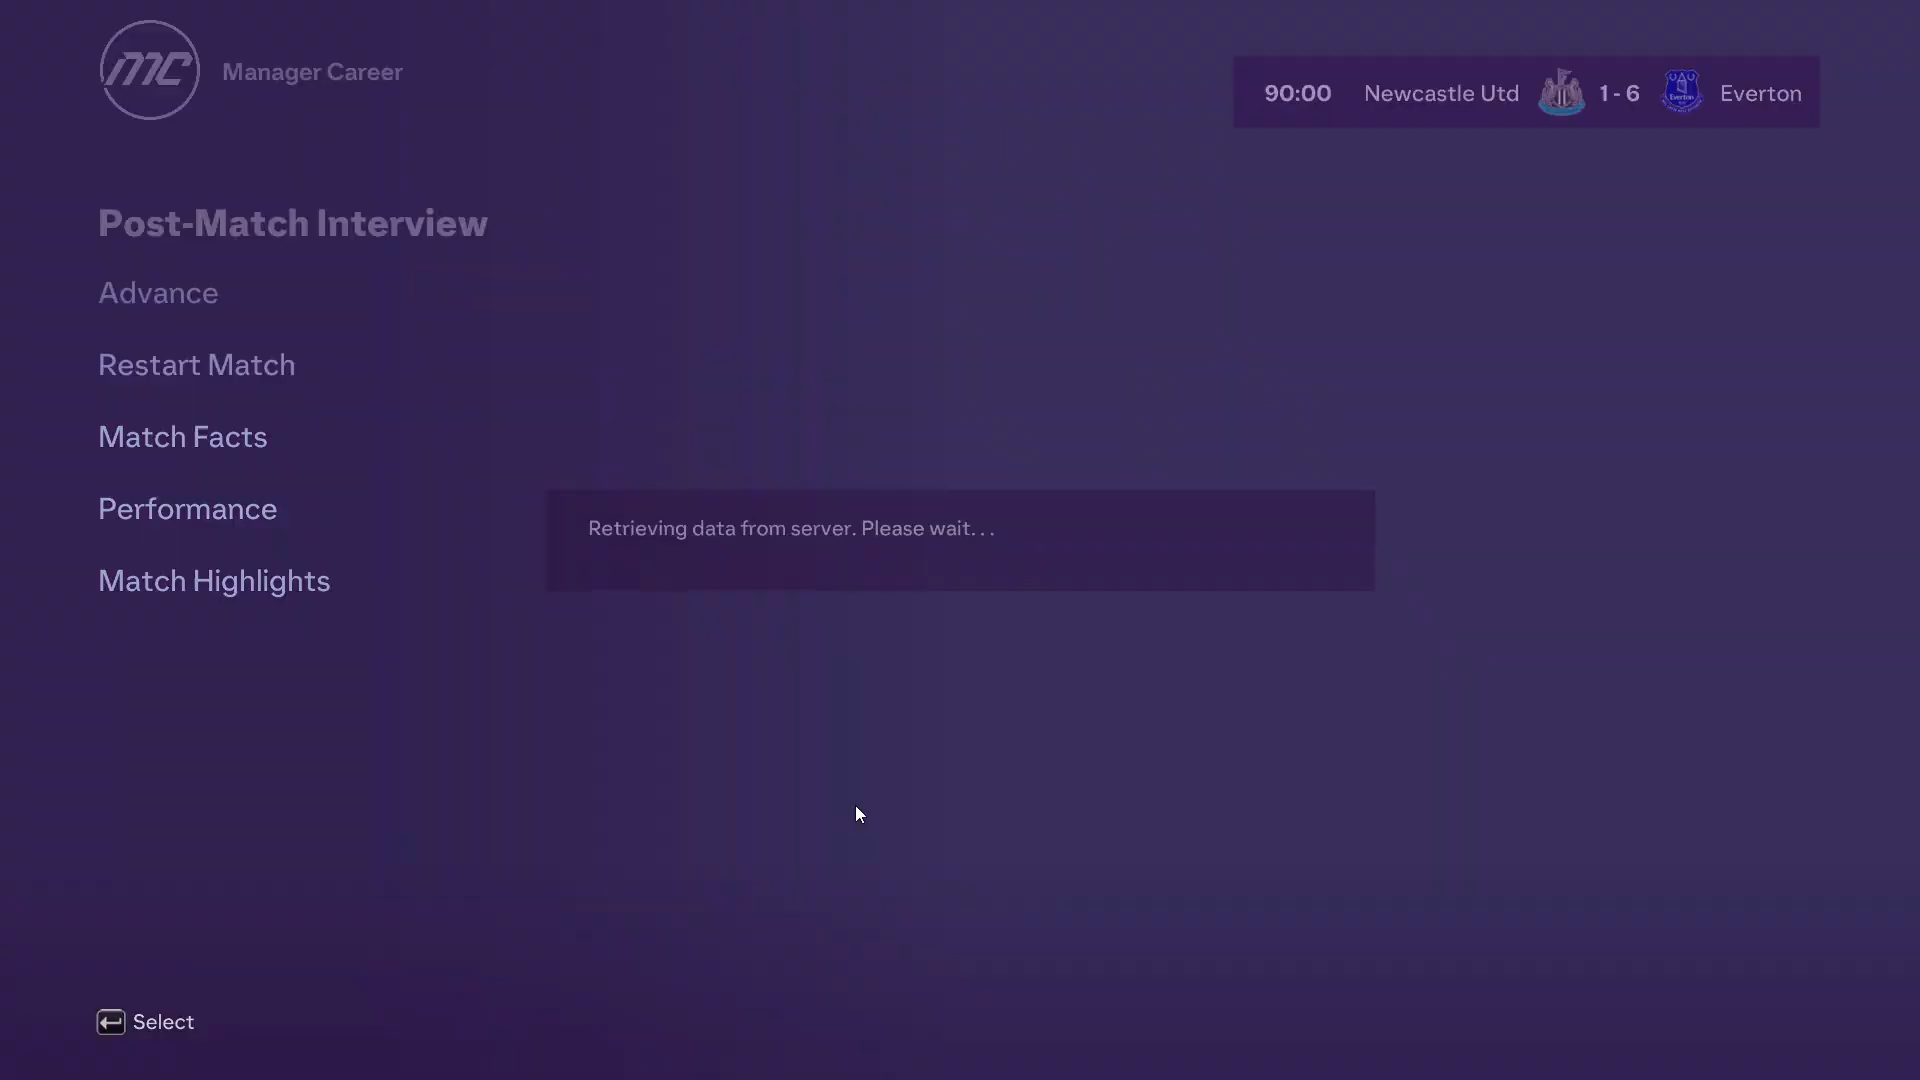 MC
Manager Career
90:00 Newcastle Utd 1 - 6 Everton
Post-Match Interview
Advance
Restart Match
Match Facts
Performance
Match Highlights
Retrieving data from server. Please wait. . .
Select